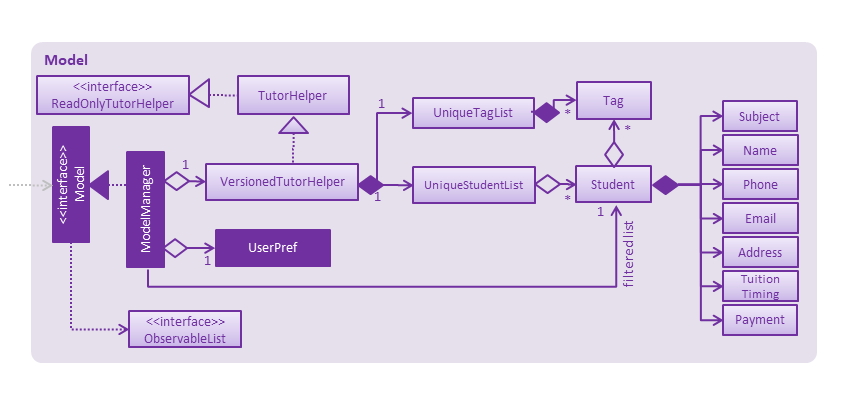 Model
<<interface>>
ReadOnlyTutorHelper
TutorHelper
<<interface>>
Model
ModelManager
1
VersionedTutorHelper
1
1
UniqueTagList
*
Tag
*
UniqueStudentList
*
Student
1
filtered list
1
UserPref
<<interface>>
ObservableList
Subject
Name
Phone
Email
Address
Tuition
Timing
Payment